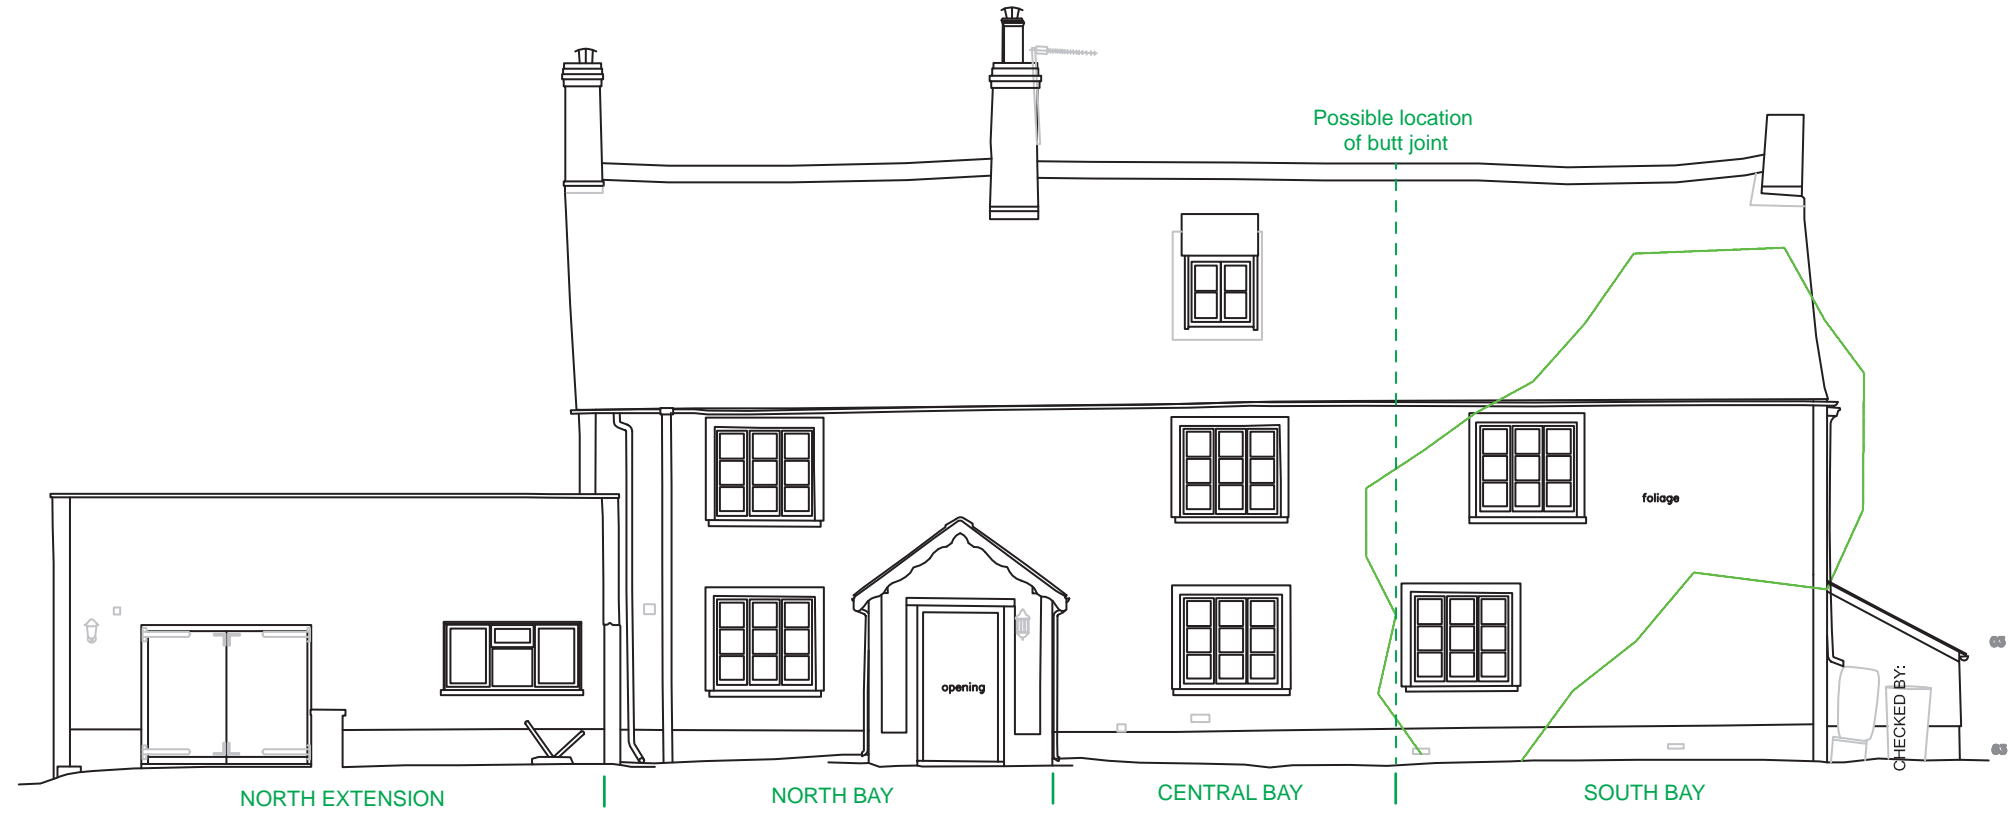 Possible location
of butt joint
foliage
opening
CHECKED BY:
NORTH EXTENSION
NORTH BAY
CENTRAL BAY
SOUTH BAY